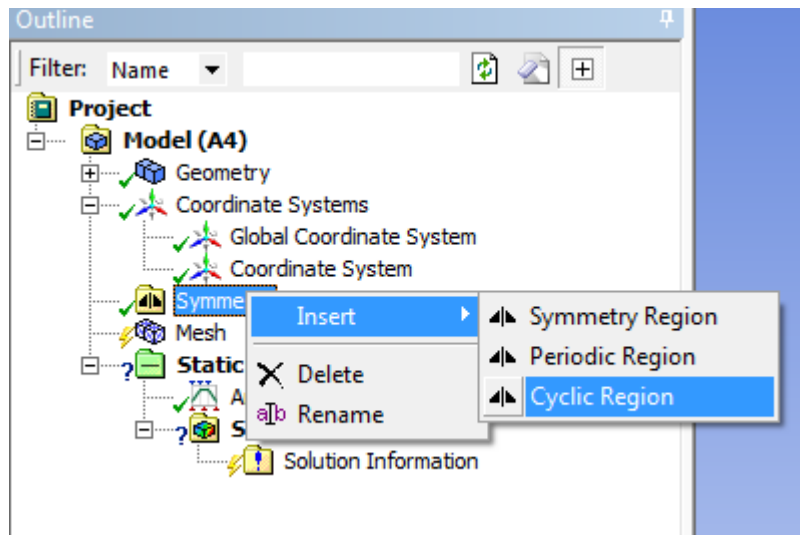 Outline
Filter: Name
Project
Model (A4)
Geometry
Coordinate Systems
Global Coordinate System
Coordinate System
Symme
Insert
Symmetry Region
Mesh
Periodic Region
Static
Delete
Cyclic Region
A
Rename
S
Solution Information